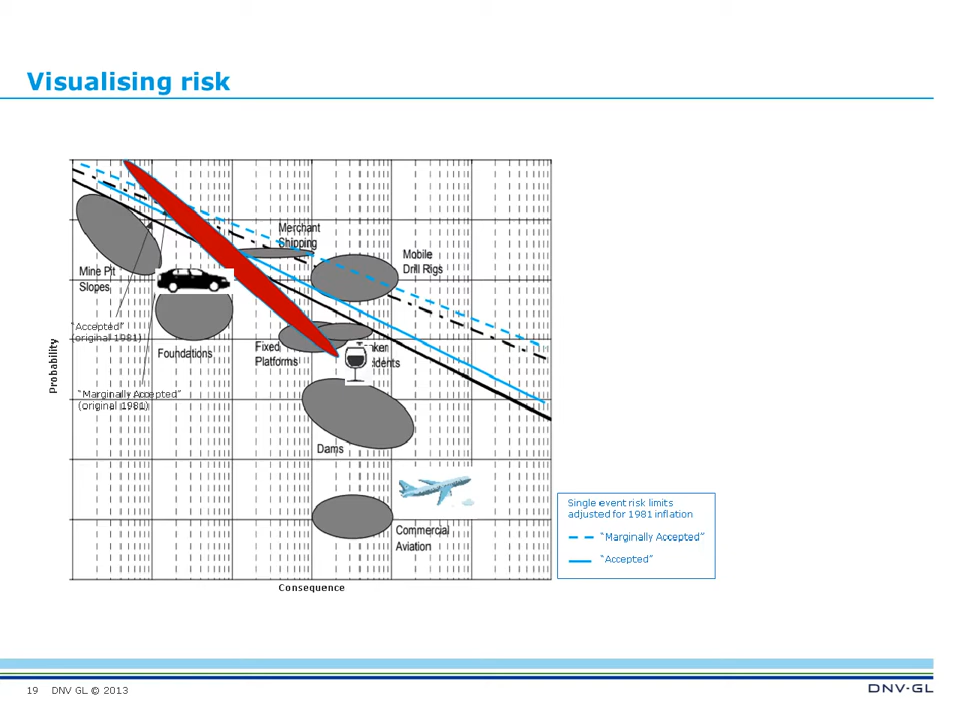 Visualising risk
Merchant
Shipping
Mobile
Drill Rigs
Mine Pit
Slopes
"Accepted"
(original 1981)
Foundations
Fixed
Platforms
Probability
"Marginally Accepted"
(original 1981)
Dams
Commercial
Aviation
Consequence
Single event risk limits
adjusted for 1981 inflation
"Marginally Accepted"
"Accepted"
19 DNV GL © 2013
DNV·GL